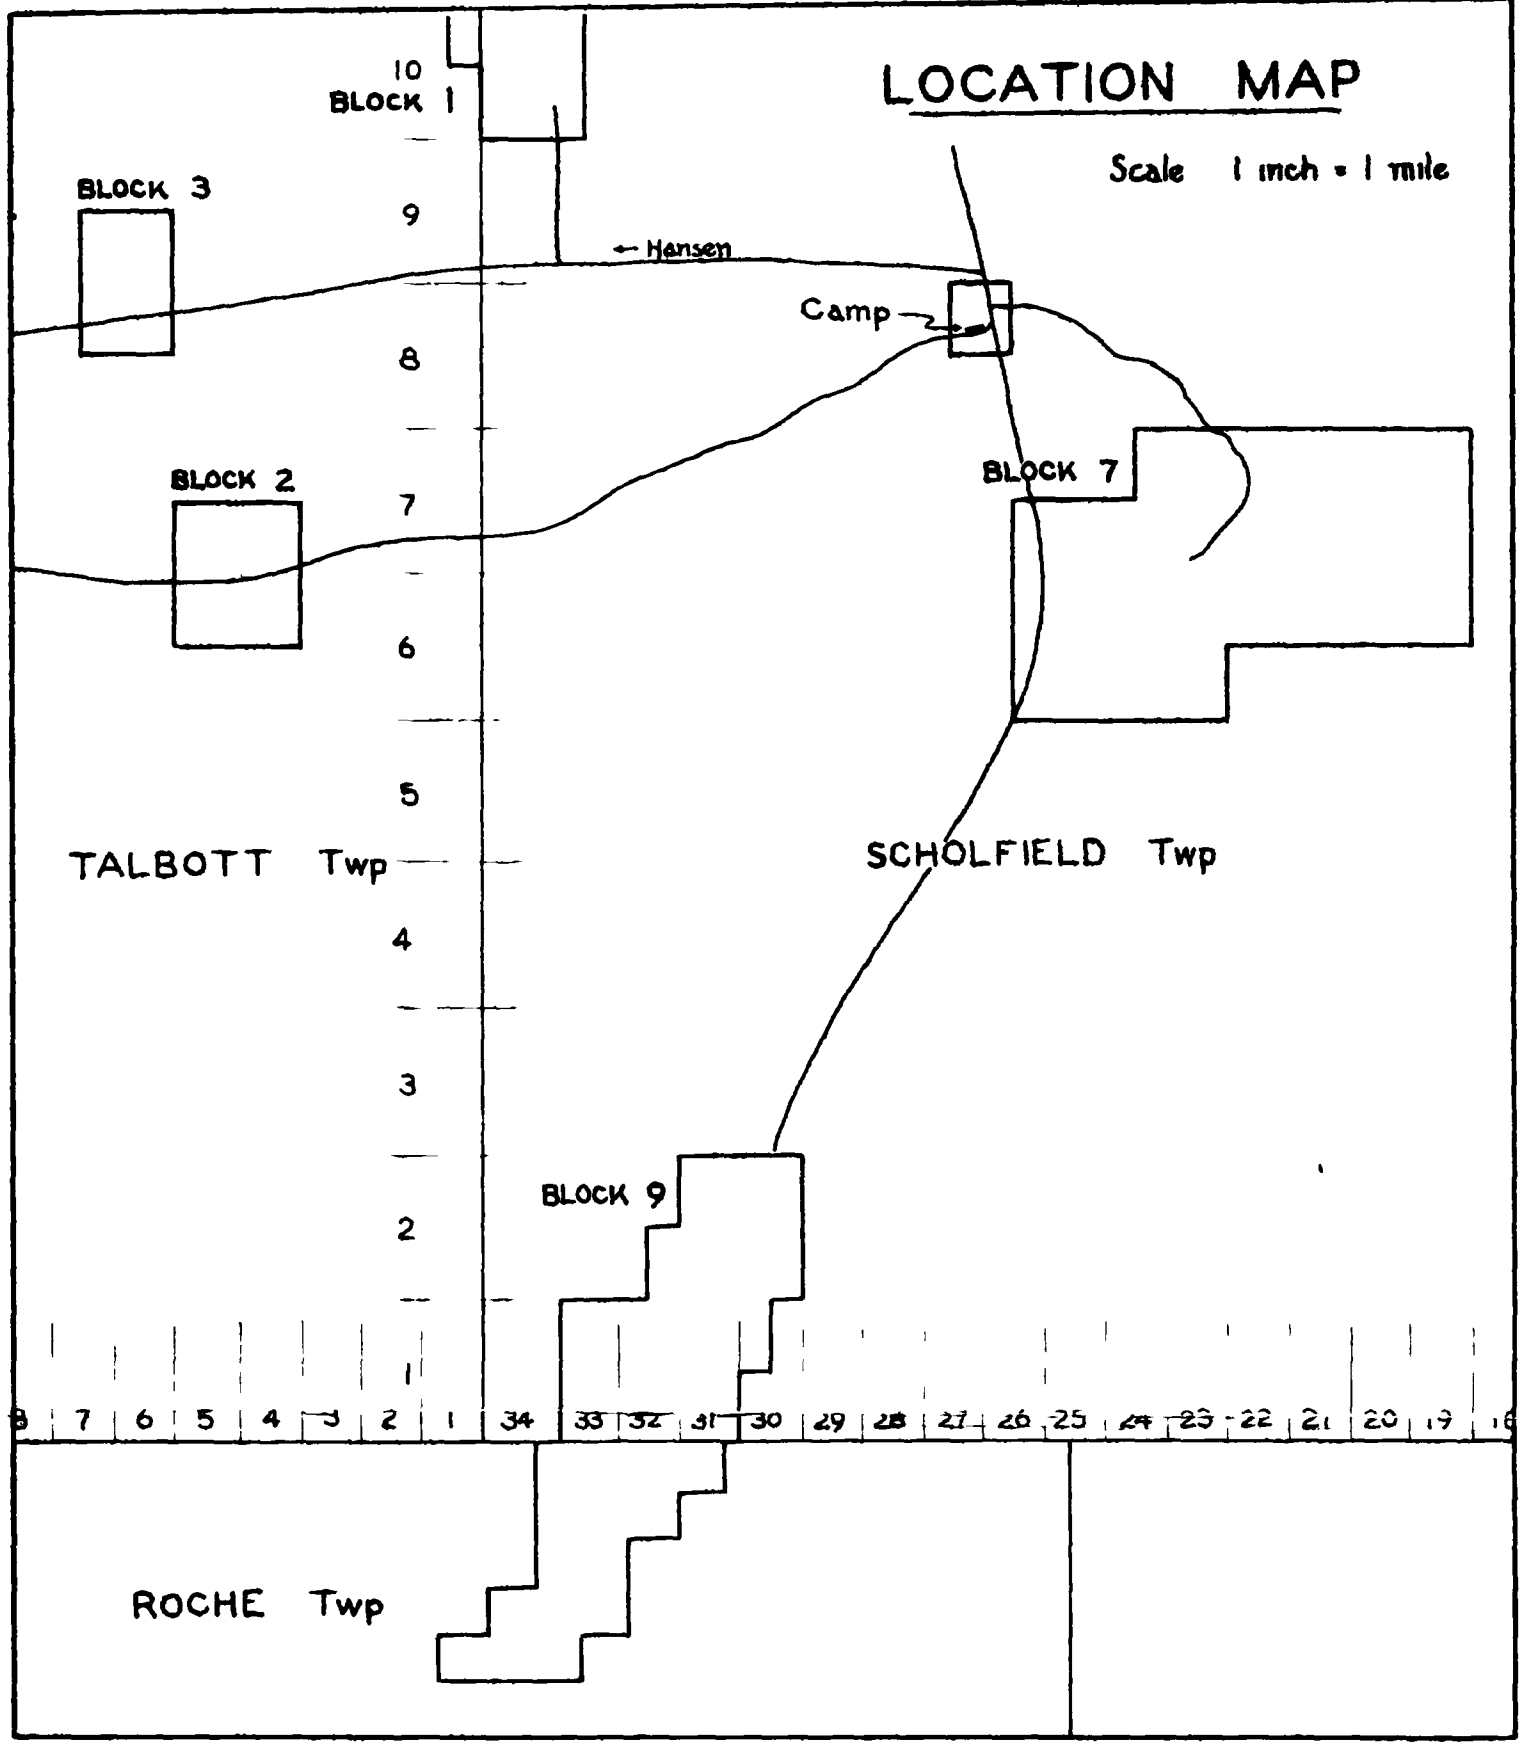 LOCATION MAP
Scale 1 inch = 1 mile
10
BLOCK 1
BLOCK 3
9
← Hansen
Camp
8
BLOCK 7
BLOCK 2
7
6
5
TALBOTT Twp
SCHOLFIELD Twp
4
3
BLOCK 9
2
1
8 7 6 5 4 3 2 1 34 33 32 31 30 29 28 27 26 25 24 23 22 21 20 19 18
ROCHE Twp